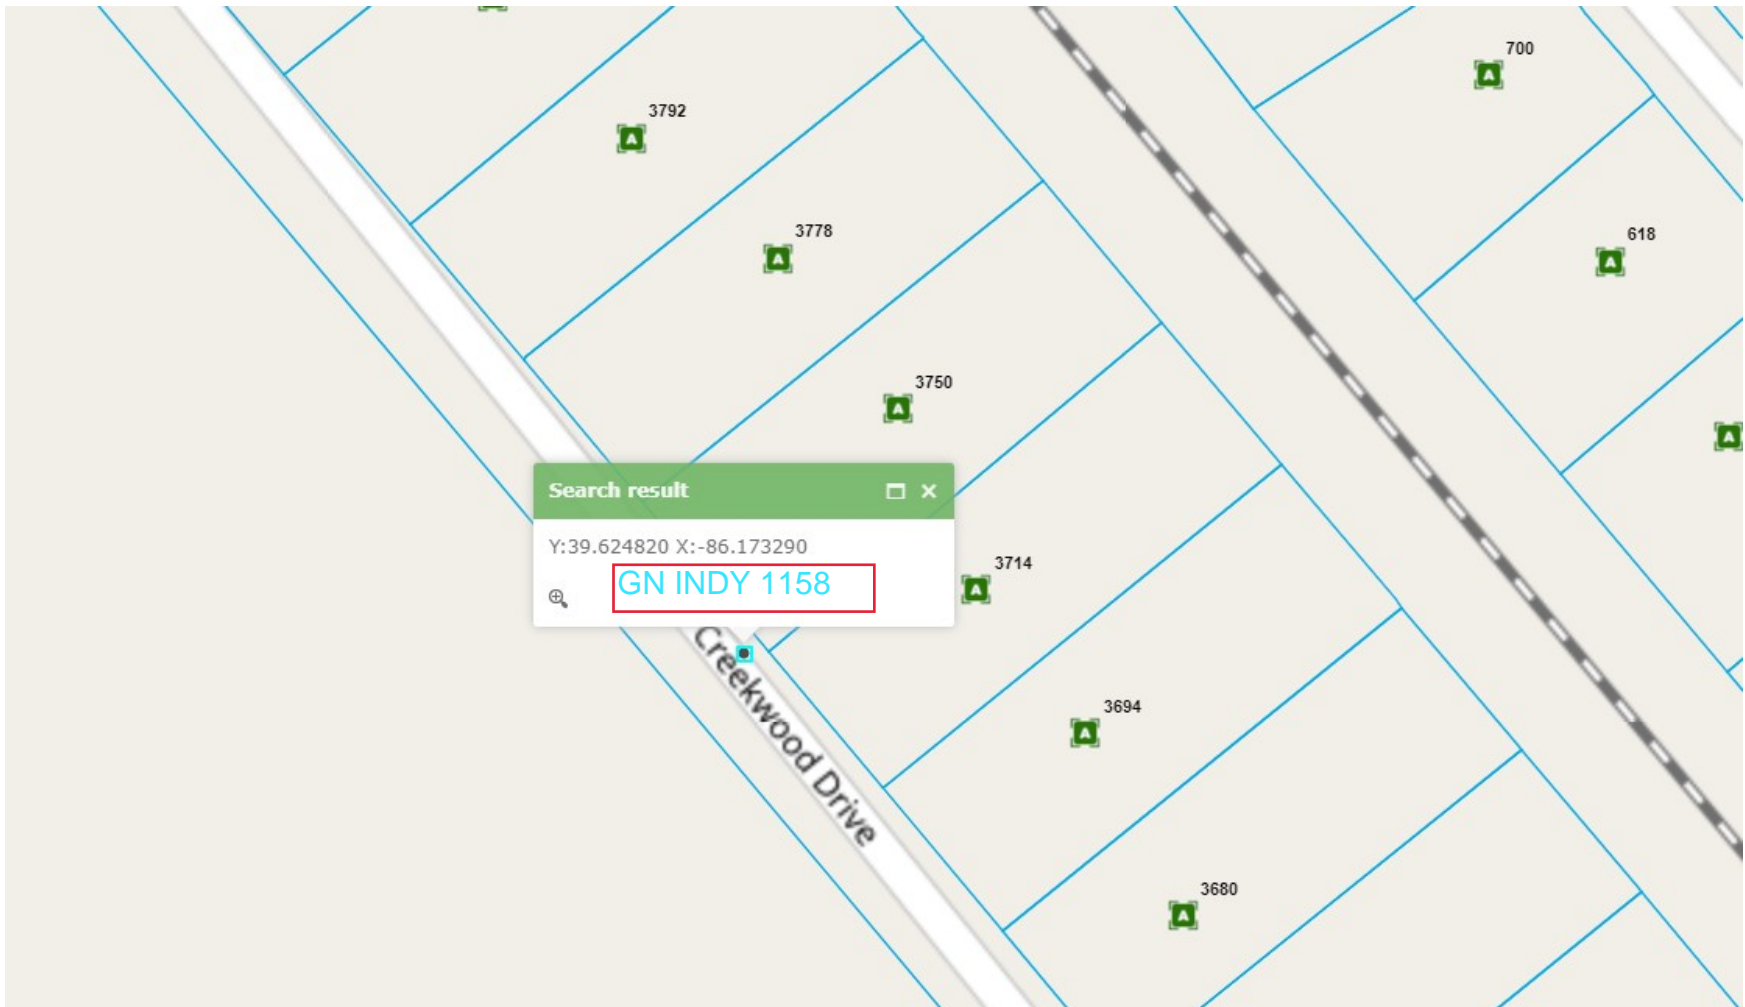 700
3792
618
3778
3750
Search result
Y:39.624820 X:-86.173290
GN INDY 1158
3714
Creekwood Drive
3694
3680
A
A
A
A
A
A
A
A
A